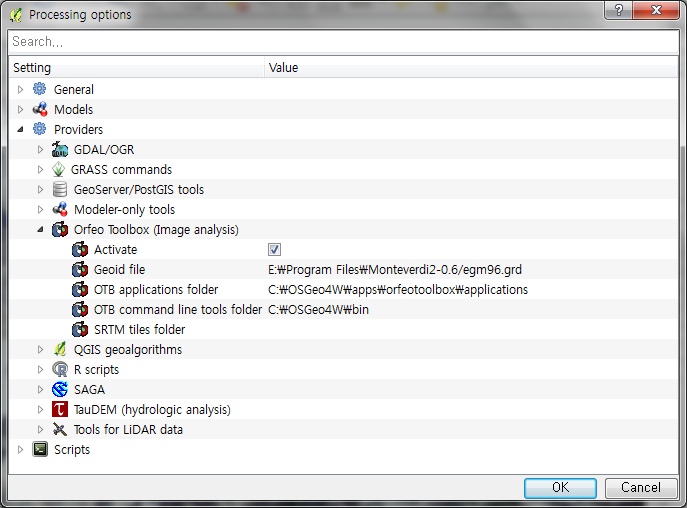 Processing options
Search...
Setting Value
General
Models
Providers
GDAL/OGR
GRASS commands
GeoServer/PostGIS tools
Modeler-only tools
Orfeo Toolbox (Image analysis)
Activate
Geoid file E:₩Program Files₩Monteverdi2-0.6/egm96.grd
OTB applications folder C:₩OSGeo4W₩apps₩orfeotoolbox₩applications
OTB command line tools folder C:₩OSGeo4W₩bin
SRTM tiles folder
QGIS geoalgorithms
R scripts
SAGA
TauDEM (hydrologic analysis)
Tools for LiDAR data
Scripts
OK Cancel